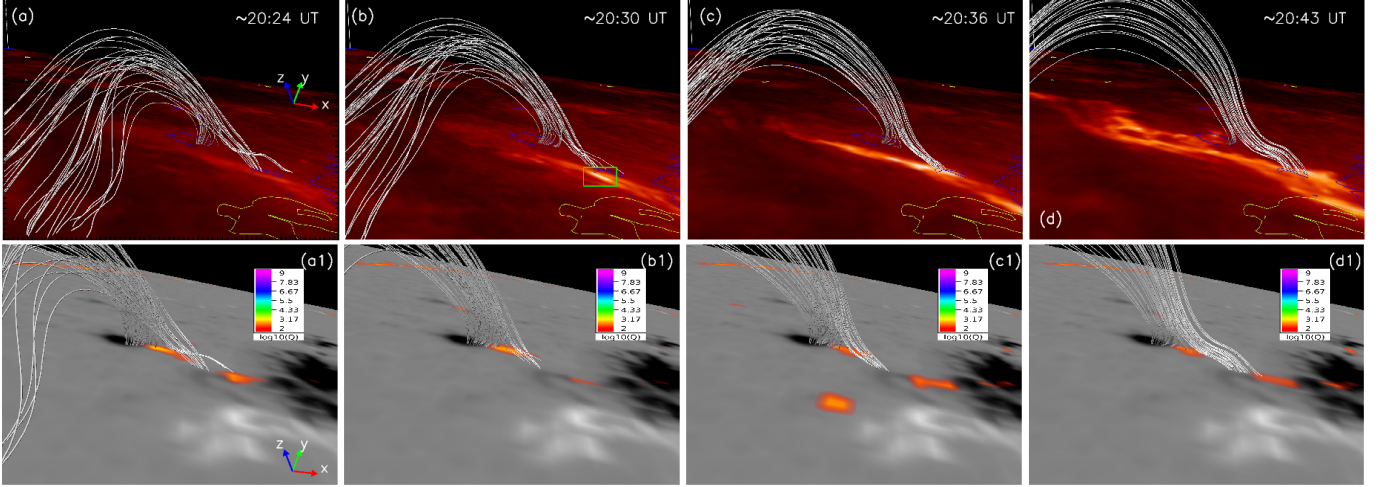 (a) ~20:24 UT
z y x
(b) ~20:30 UT
(c) ~20:36 UT
~20:43 UT
(d)
(a1)
9
7.83
6.67
5.5
4.33
3.17
2
log10(Q)
z y x
(b1)
9
7.83
6.67
5.5
4.33
3.17
2
log10(Q)
(c1)
9
7.83
6.67
5.5
4.33
3.17
2
log10(Q)
(d1)
9
7.83
6.67
5.5
4.33
3.17
2
log10(Q)